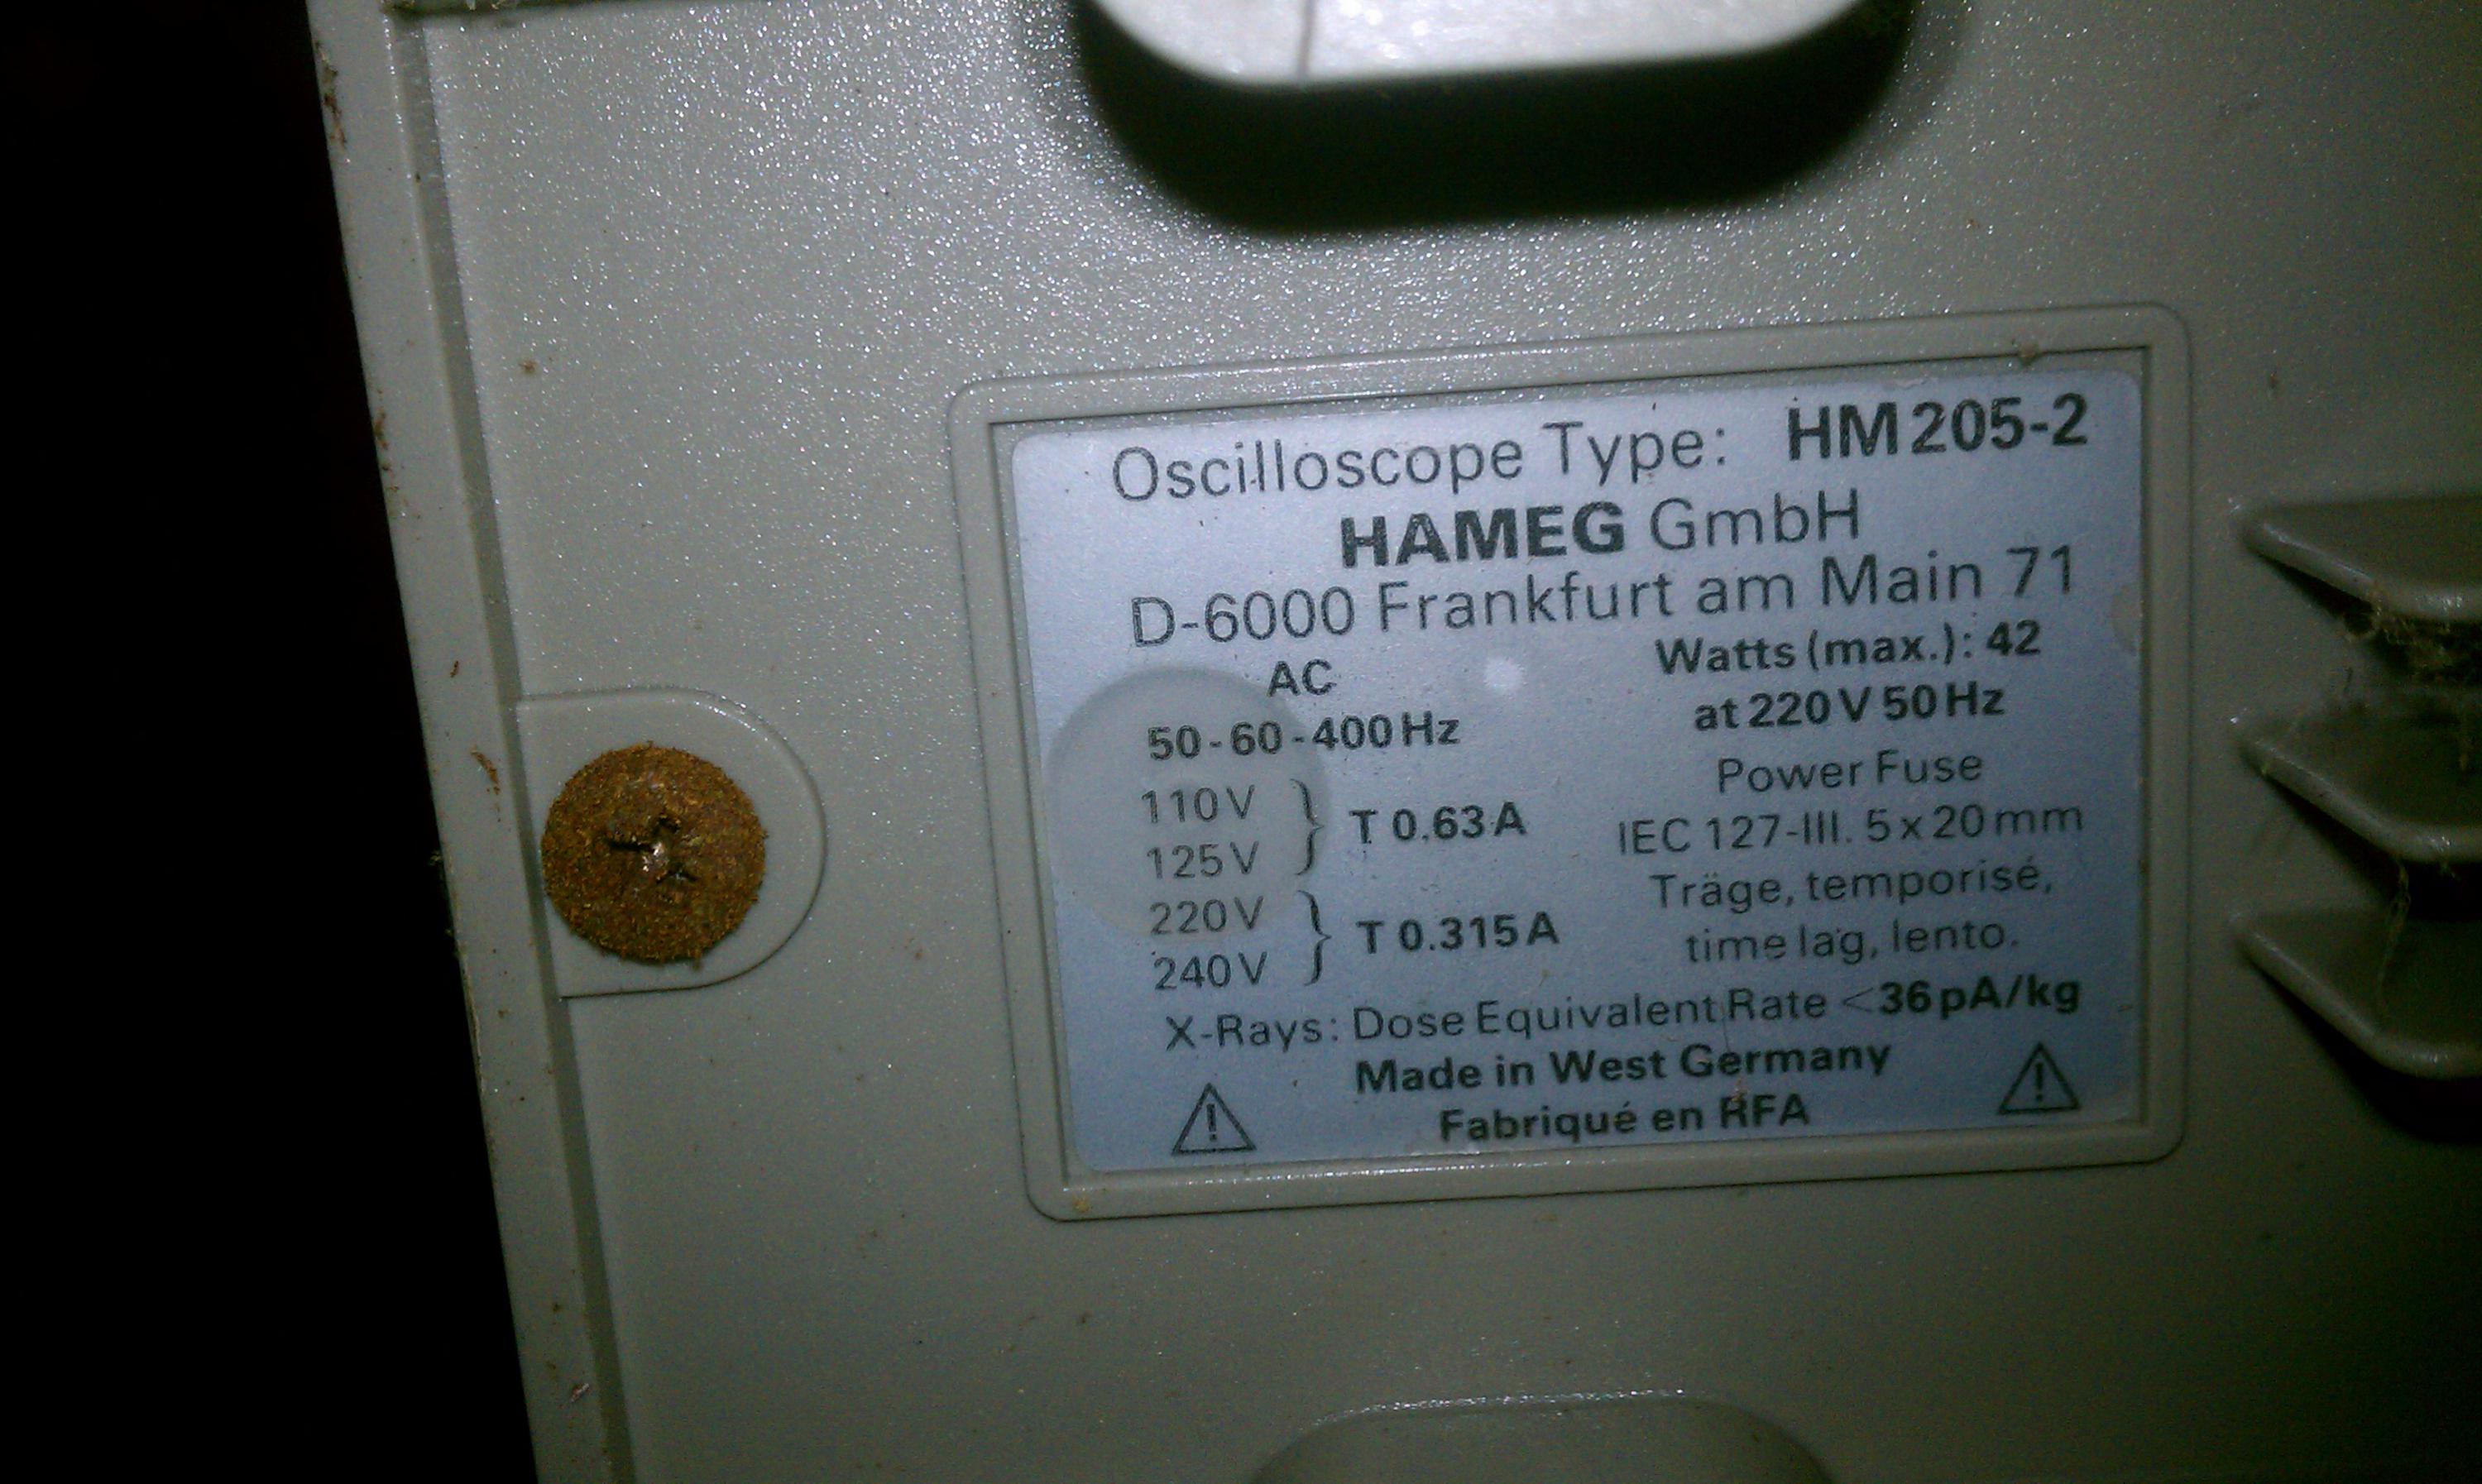 Oscilloscope Type: HM 205-2
HAMEG GmbH
D-6000 Frankfurt am Main 71
AC
50-60-400 Hz
110 V
125 V
} T 0.63 A
220 V
240 V
} T 0.315 A
Watts (max.): 42
at 220 V 50 Hz
Power Fuse
IEC 127-III. 5 x 20 mm
Träge, temporisé,
time lag, lento.
X-Rays: Dose Equivalent Rate < 36 pA/kg
Made in West Germany
Fabriqué en RFA